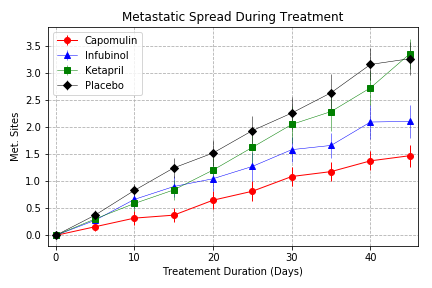 Metastatic Spread During Treatment
Capomulin
Infubinol
Ketapril
Placebo
Met. Sites
3.5
3.0
2.5
2.0
1.5
1.0
0.5
0.0
0 10 20 30 40
Treatement Duration (Days)